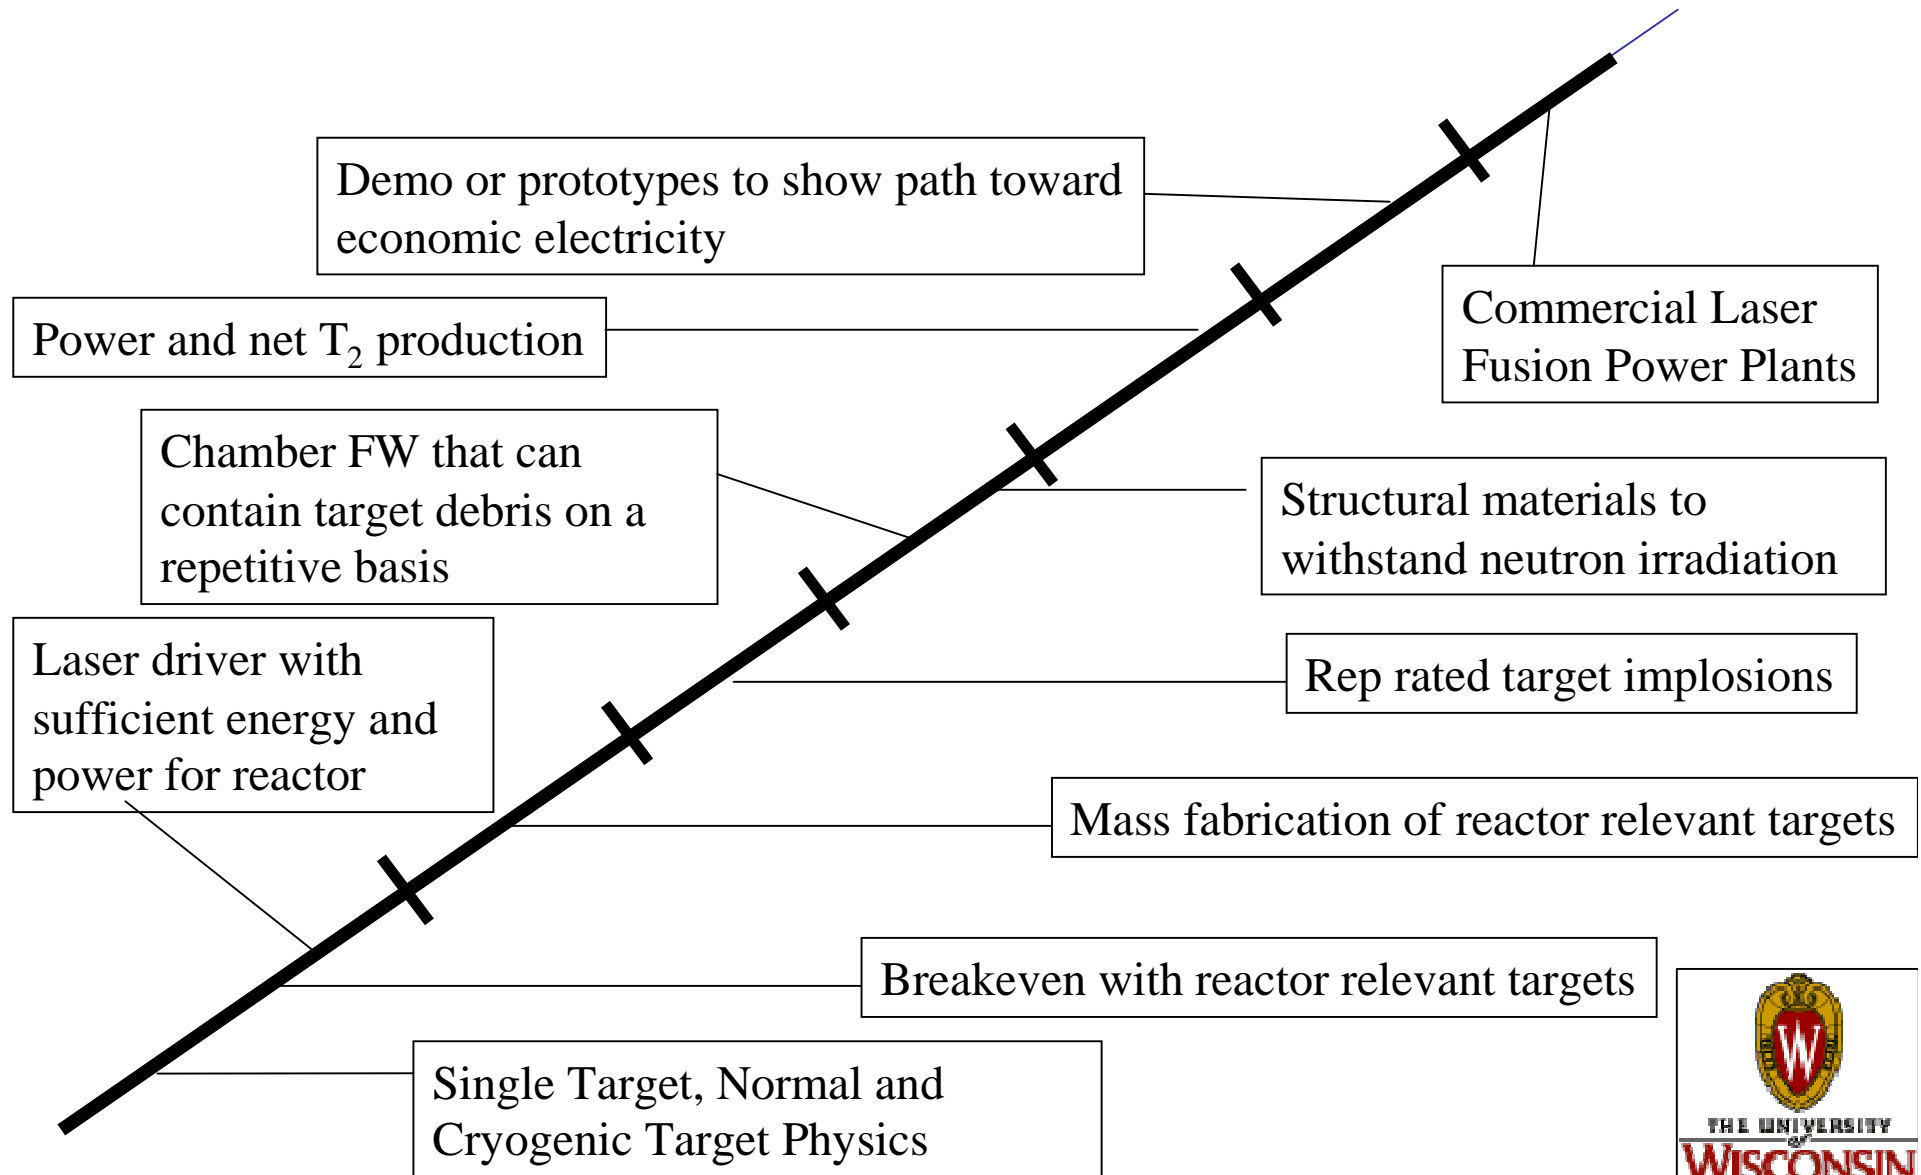 Demo or prototypes to show path toward
economic electricity
Power and net T₂ production
Commercial Laser
Fusion Power Plants
Chamber FW that can
contain target debris on a
repetitive basis
Structural materials to
withstand neutron irradiation
Laser driver with
sufficient energy and
power for reactor
Rep rated target implosions
Mass fabrication of reactor relevant targets
Breakeven with reactor relevant targets
Single Target, Normal and
Cryogenic Target Physics
W
THE UNIVERSITY
of
WISCONSIN